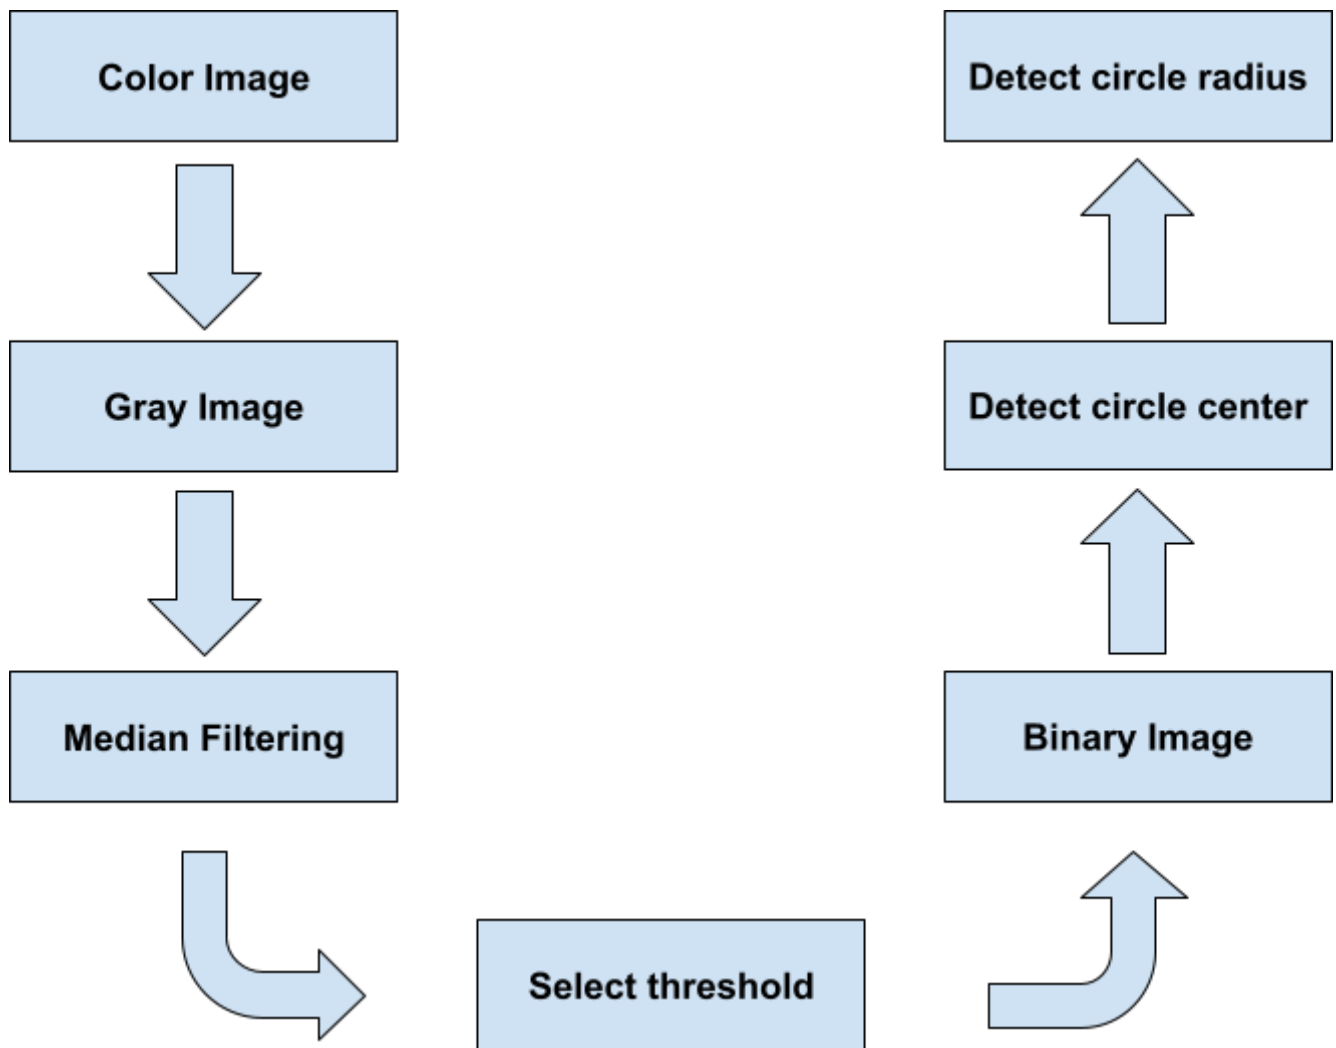 Color Image
Gray Image
Median Filtering
Select threshold
Binary Image
Detect circle center
Detect circle radius